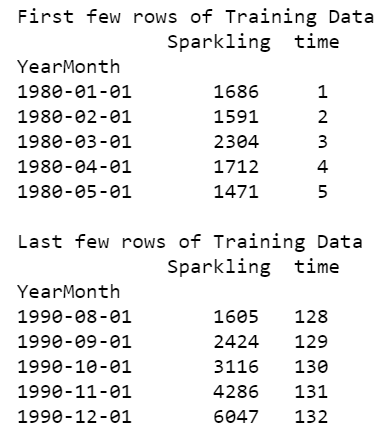 First few rows of Training Data
Sparkling time
YearMonth
1980-01-01 1686 1
1980-02-01 1591 2
1980-03-01 2304 3
1980-04-01 1712 4
1980-05-01 1471 5
Last few rows of Training Data
Sparkling time
YearMonth
1990-08-01 1605 128
1990-09-01 2424 129
1990-10-01 3116 130
1990-11-01 4286 131
1990-12-01 6047 132